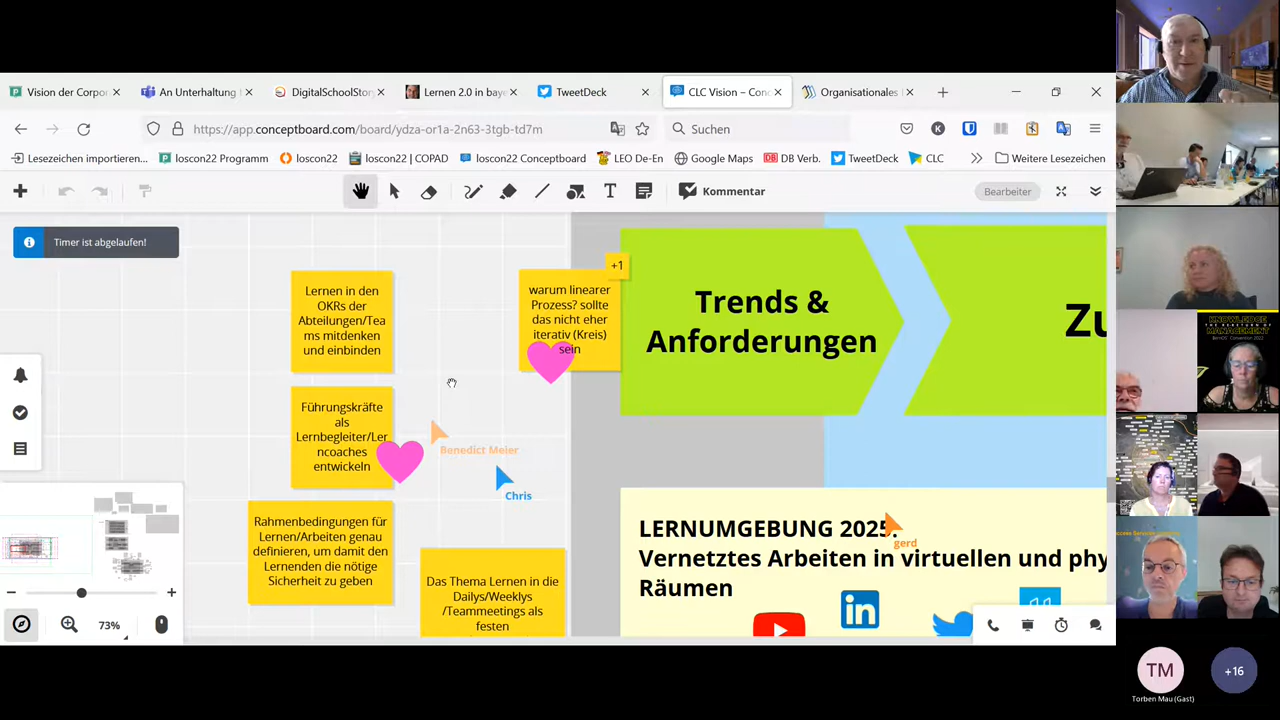 Vision der Corpor
An Unterhaltung
DigitalSchoolStory
Lernen 2.0 in baye
TweetDeck
CLC Vision – Conc
Organisationales
https://app.conceptboard.com/board/ydza-or1a-2n63-3tgb-td7m
Suchen
Lesezeichen importieren...
loscon22 Programm
loscon22
loscon22 | COPAD
loscon22 Conceptboard
LEO De-En
Google Maps
DB Verb.
TweetDeck
CLC
Weitere Lesezeichen
T
Kommentar
Bearbeiter
Timer ist abgelaufen!
Lernen in den
OKRs der
Abteilungen/Tea
ms mitdenken
und einbinden
+1
warum linearer
Prozess? sollte
das nicht eher
iterativ (Kreis)
sein
Trends &
Anforderungen
Zu
Führungskräfte
als
Lernbegleiter/Ler
ncoaches
entwickeln
Benedict Meier
Chris
Rahmenbedingungen für
Lernen/Arbeiten genau
definieren, um damit den
Lernenden die nötige
Sicherheit zu geben
Das Thema Lernen in die
Dailys/Weeklys
/Teammeetings als
festen
LERNUMGEBUNG 2025:
gerd
Vernetztes Arbeiten in virtuellen und phy
Räumen
in
73%
KNOWLEDGE
MANAGEMENT
TM
Torben Mau (Gast)
+16